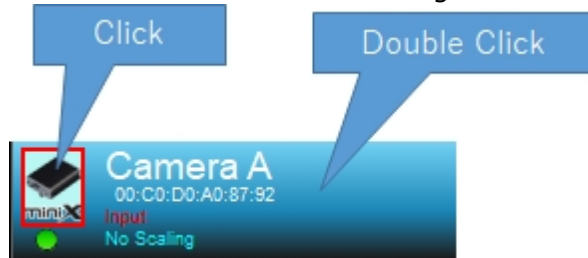 Click
Double Click
Camera A
00:C0:D0:A0:87:92
miniX
Input
No Scaling